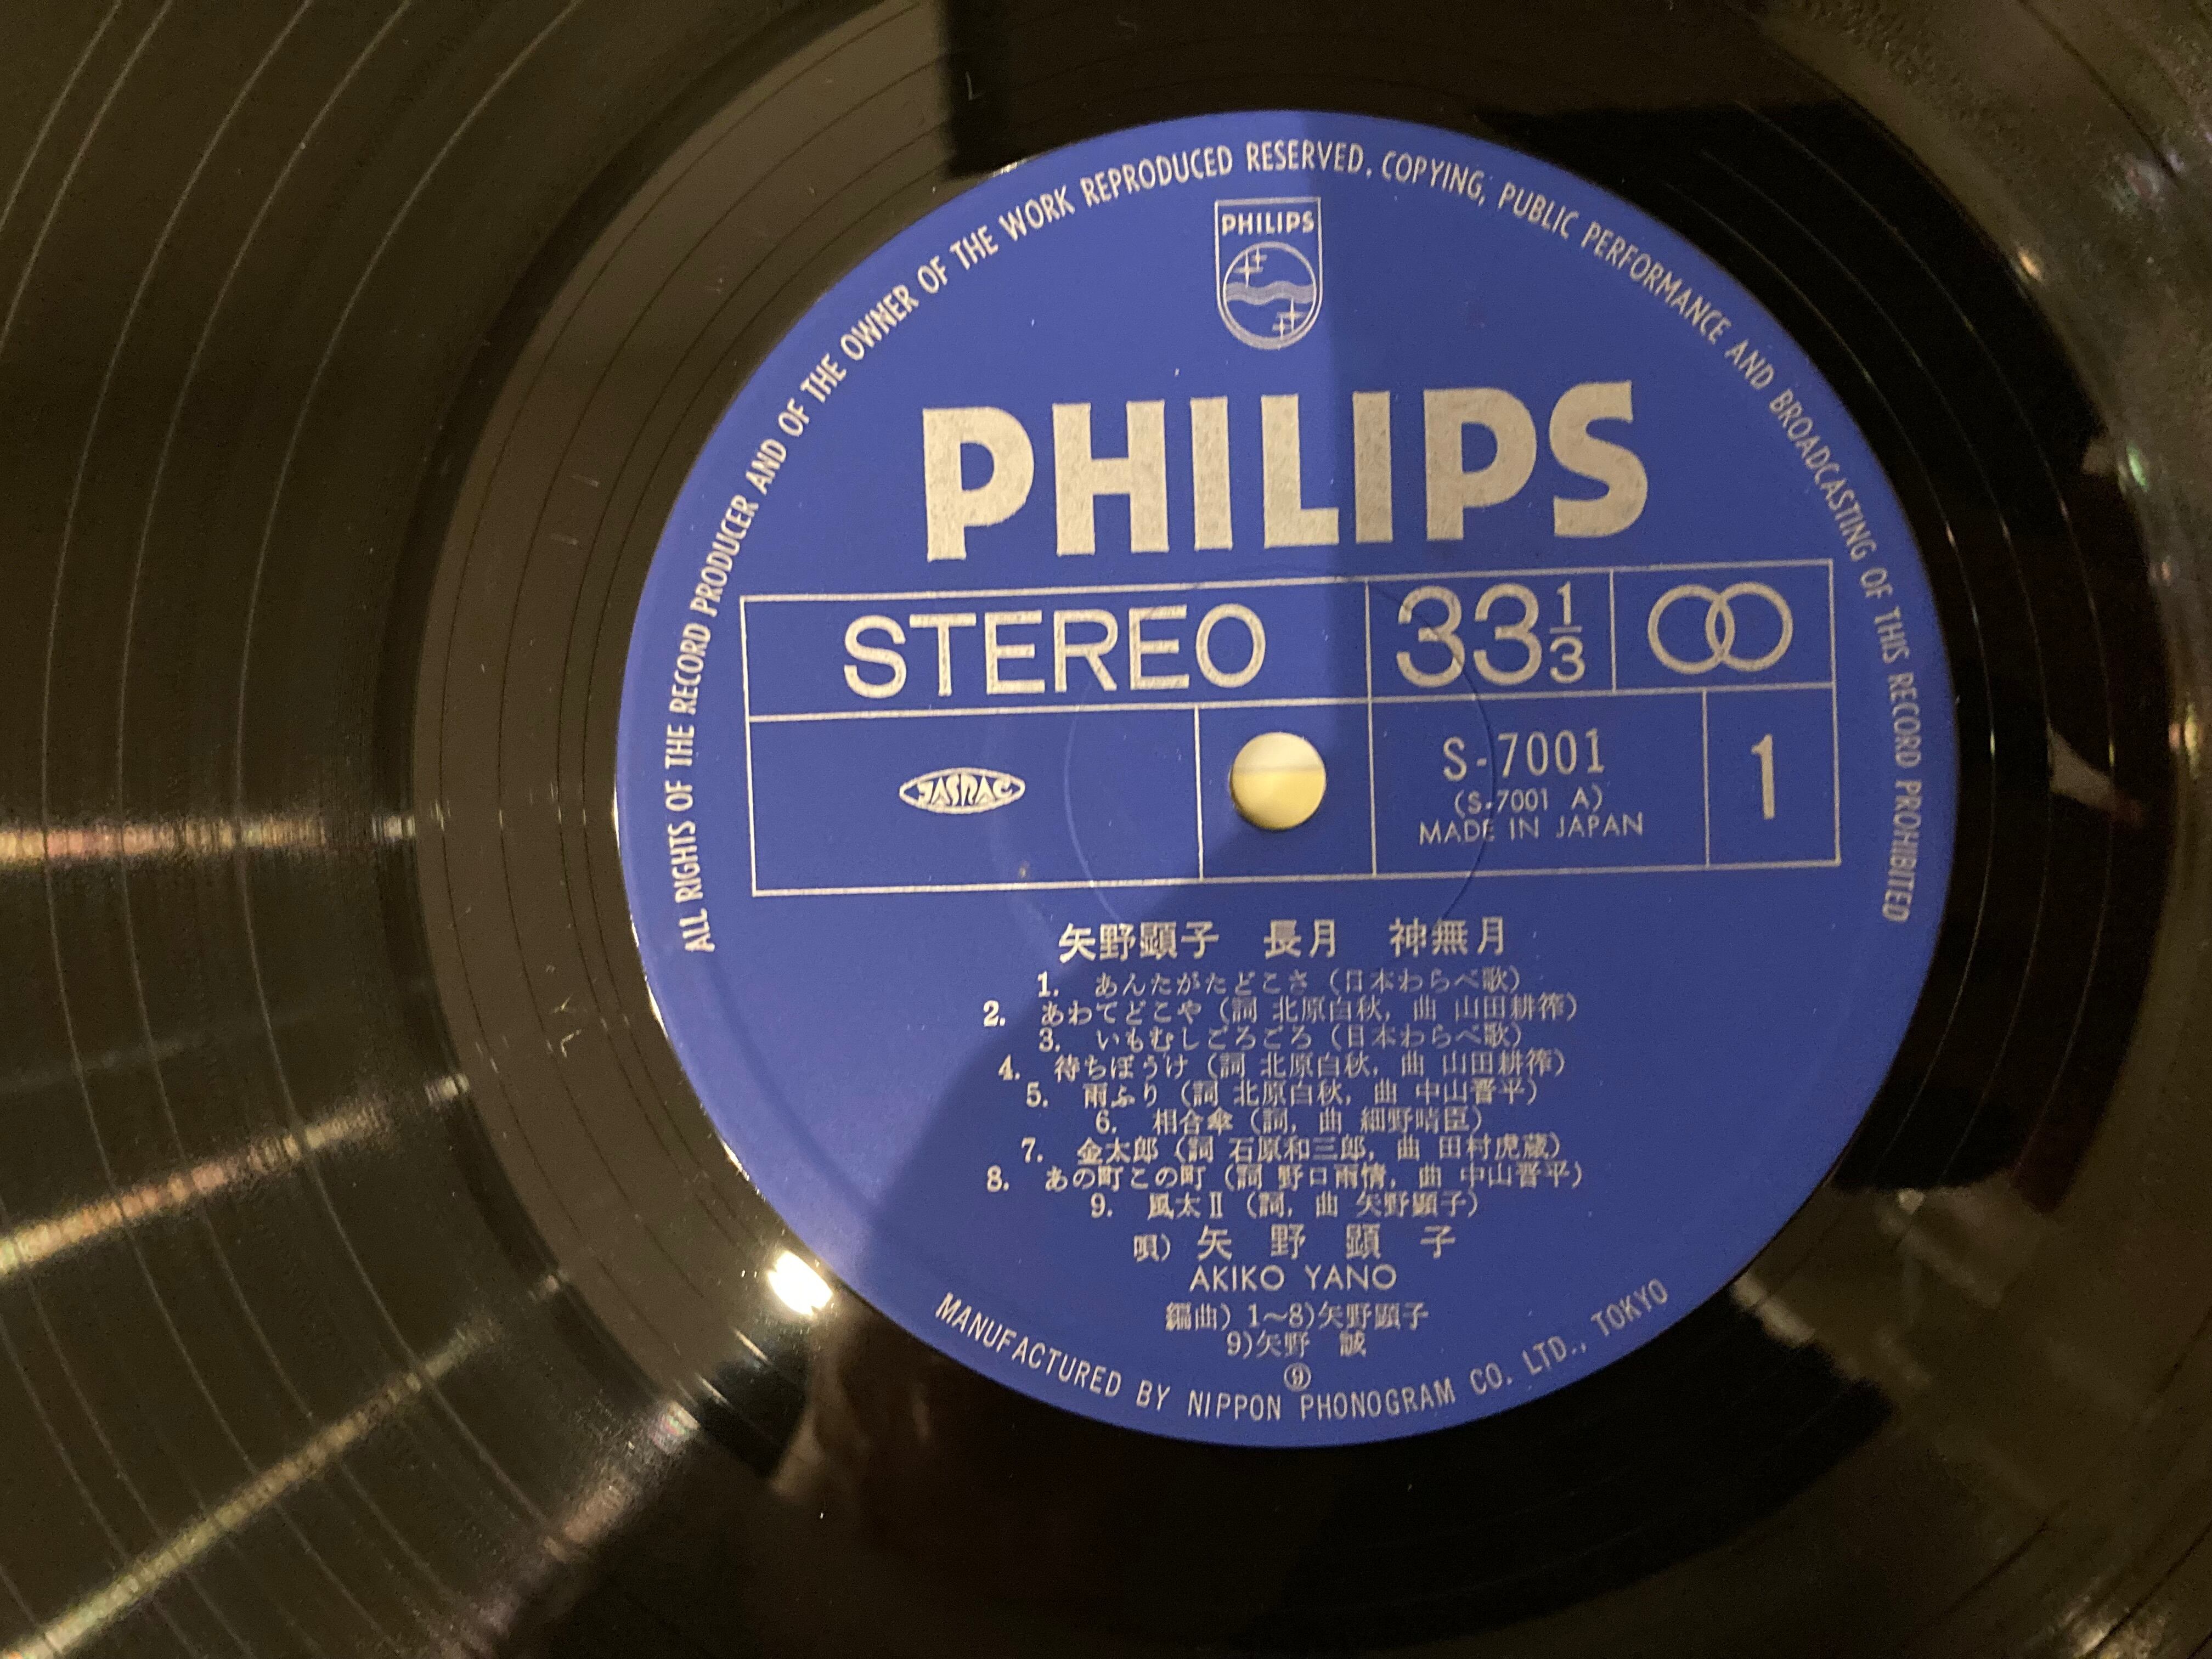 ALL RIGHTS OF THE RECORD PRODUCER AND OF THE OWNER OF THE WORK REPRODUCED RESERVED. COPYING, PUBLIC PERFORMANCE AND BROADCASTING OF THIS RECORD PROHIBITED
PHILIPS
PHILIPS
STEREO 33 1/3
JASRAC S-7001 1
(S-7001 A)
MADE IN JAPAN
矢野顕子 長月 神無月
1. あんたがたどこさ (日本わらべ歌)
2. あわてどこや (詞 北原白秋, 曲 山田耕筰)
3. いもむしごろごろ (日本わらべ歌)
4. 待ちぼうけ (詞 北原白秋, 曲 山田耕筰)
5. 雨ふり (詞 北原白秋, 曲 中山晋平)
6. 相合傘 (詞, 曲 細野晴臣)
7. 金太郎 (詞 石原和三郎, 曲 田村虎蔵)
8. あの町この町 (詞 野口雨情, 曲 中山晋平)
9. 風太Ⅱ (詞, 曲 矢野顕子)
唄) 矢野顕子
AKIKO YANO
編曲) 1〜8)矢野顕子
9)矢野 誠
⑨
MANUFACTURED BY NIPPON PHONOGRAM CO. LTD., TOKYO